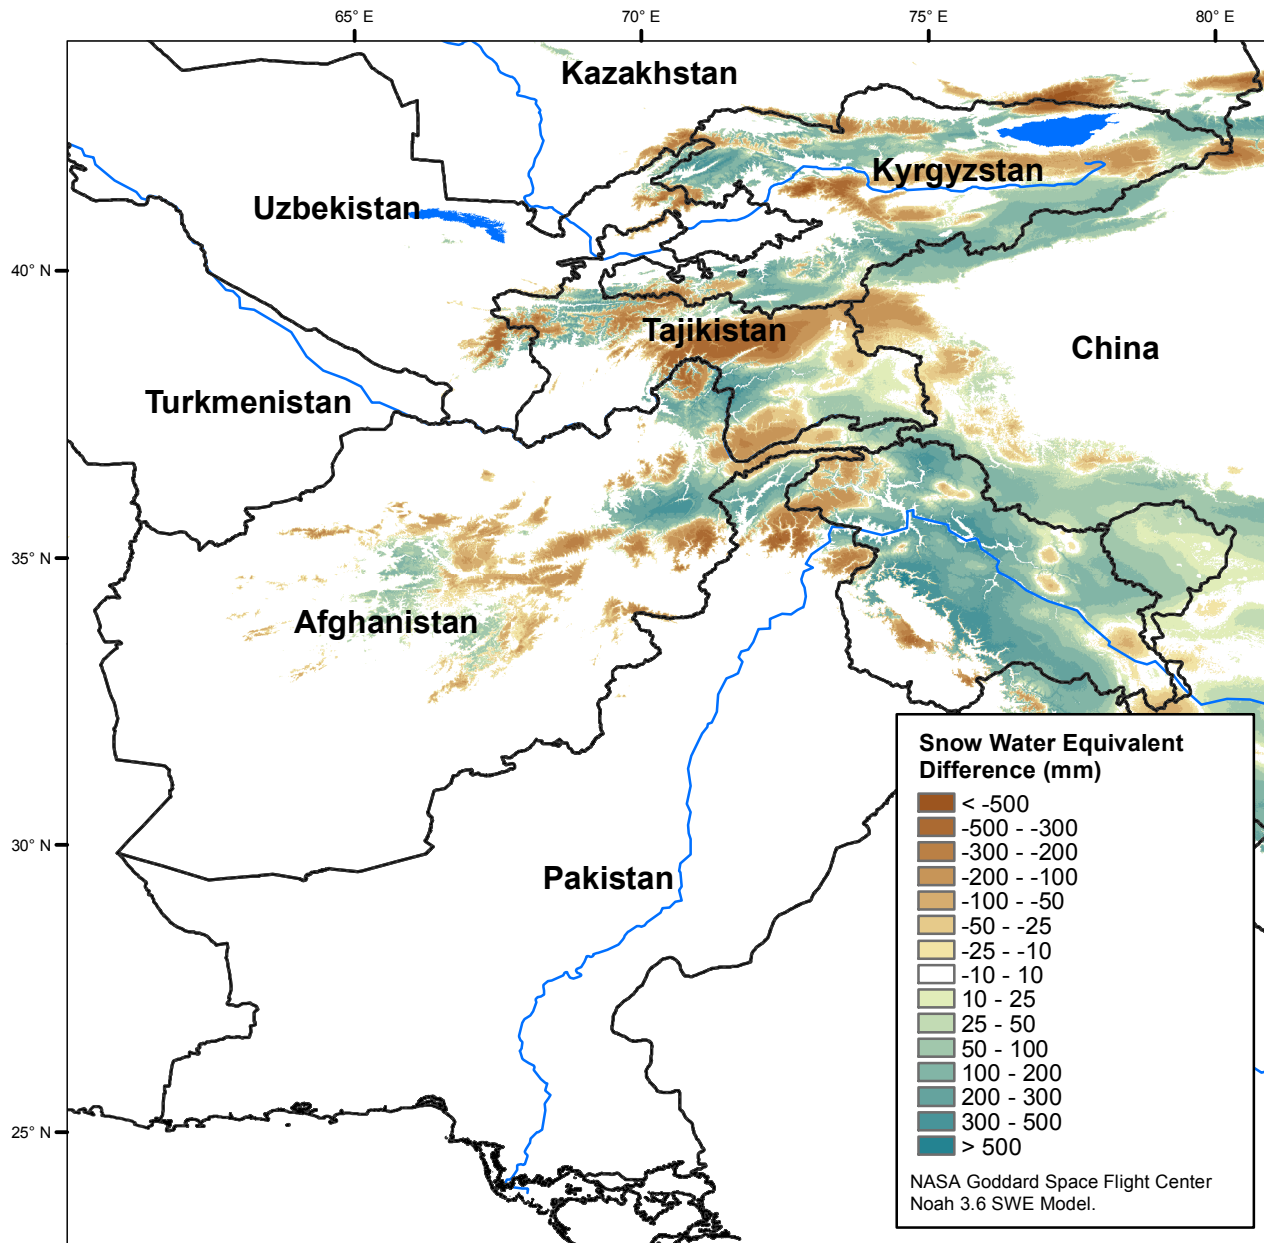 65° E
70° E
75° E
80° E
Kazakhstan
Kyrgyzstan
Uzbekistan
40° N
Tajikistan
China
Turkmenistan
35° N
Afghanistan
Snow Water Equivalent
Difference (mm)
< -500
-500 - -300
-300 - -200
-200 - -100
-100 - -50
-50 - -25
-25 - -10
-10 - 10
10 - 25
25 - 50
50 - 100
100 - 200
200 - 300
300 - 500
> 500
30° N
Pakistan
25° N
NASA Goddard Space Flight Center
Noah 3.6 SWE Model.